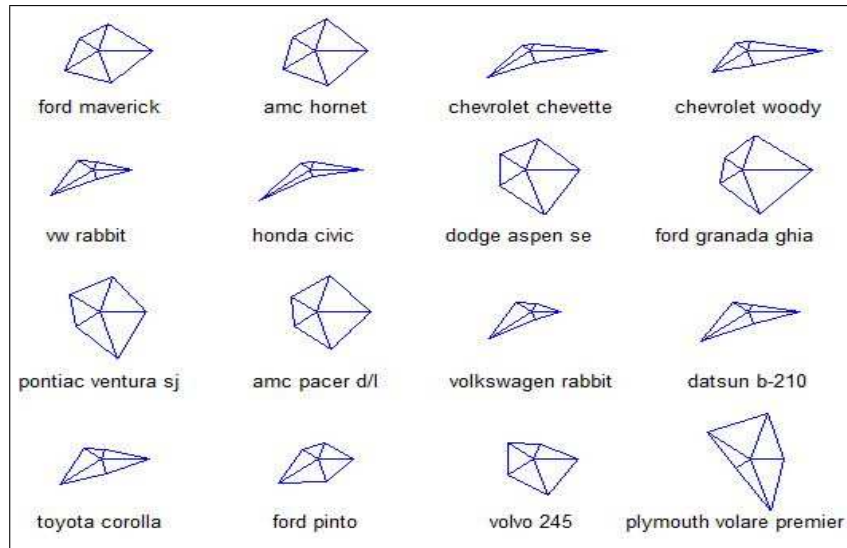 ford maverick amc hornet chevrolet chevette chevrolet woody
vw rabbit honda civic dodge aspen se ford granada ghia
pontiac ventura sj amc pacer d/l volkswagen rabbit datsun b-210
toyota corolla ford pinto volvo 245 plymouth volare premier